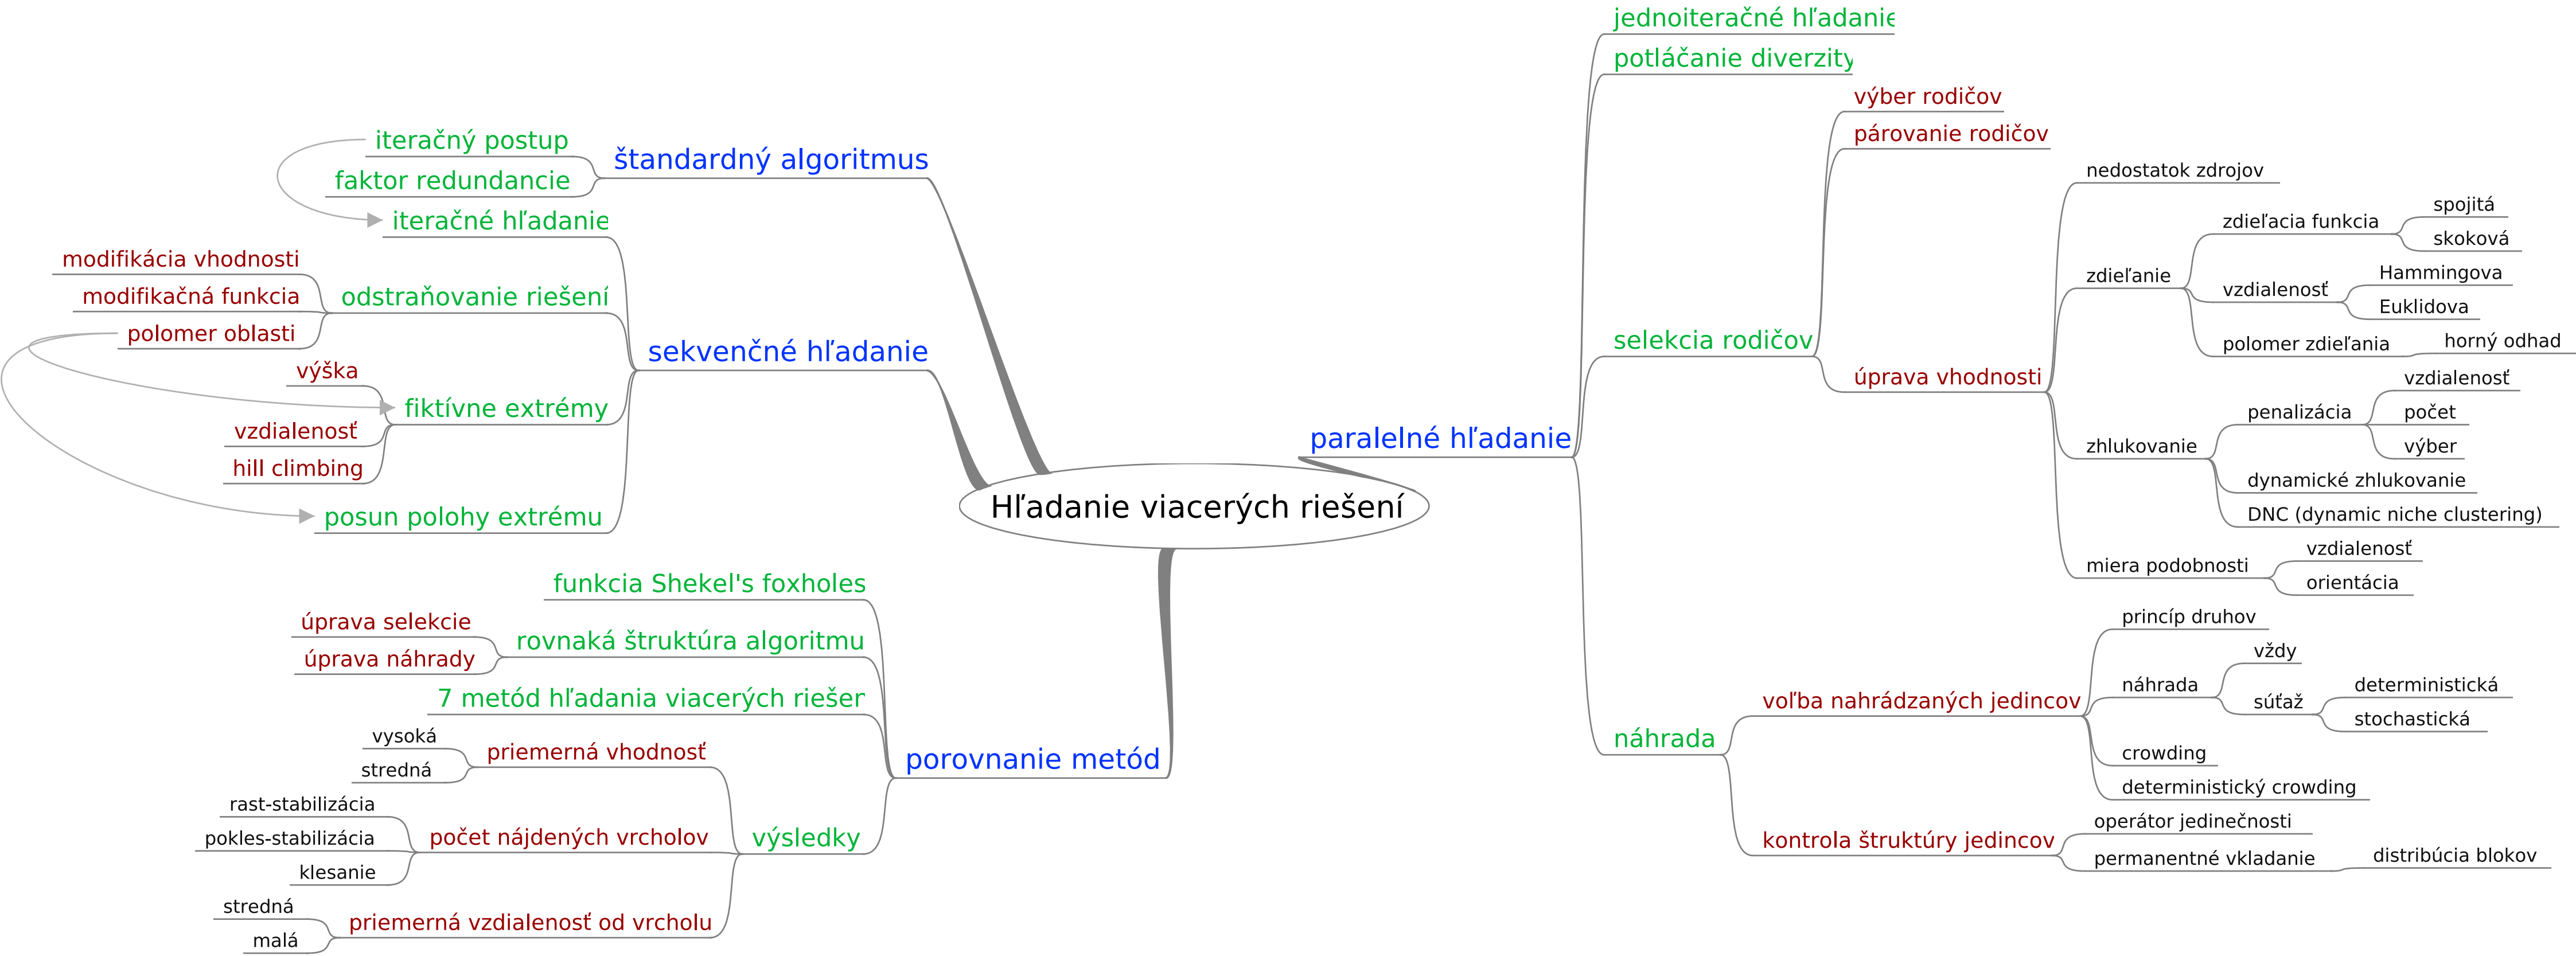 Hľadanie viacerých riešení
štandardný algoritmus
iteračný postup
faktor redundancie
sekvenčné hľadanie
iteračné hľadanie
odstraňovanie riešení
modifikácia vhodnosti
modifikačná funkcia
polomer oblasti
fiktívne extrémy
výška
vzdialenosť
hill climbing
posun polohy extrému
porovnanie metód
funkcia Shekel's foxholes
rovnaká štruktúra algoritmu
úprava selekcie
úprava náhrady
7 metód hľadania viacerých riešer
výsledky
priemerná vhodnosť
vysoká
stredná
počet nájdených vrcholov
rast-stabilizácia
pokles-stabilizácia
klesanie
priemerná vzdialenosť od vrcholu
stredná
malá
paralelné hľadanie
jednoiteračné hľadanie
potláčanie diverzity
selekcia rodičov
výber rodičov
párovanie rodičov
úprava vhodnosti
nedostatok zdrojov
zdieľanie
zdieľacia funkcia
spojitá
skoková
vzdialenosť
Hammingova
Euklidova
polomer zdieľania
horný odhad
zhlukovanie
penalizácia
vzdialenosť
počet
výber
dynamické zhlukovanie
DNC (dynamic niche clustering)
miera podobnosti
vzdialenosť
orientácia
náhrada
voľba nahrádzaných jedincov
princíp druhov
náhrada
vždy
súťaž
deterministická
stochastická
crowding
deterministický crowding
kontrola štruktúry jedincov
operátor jedinečnosti
permanentné vkladanie
distribúcia blokov